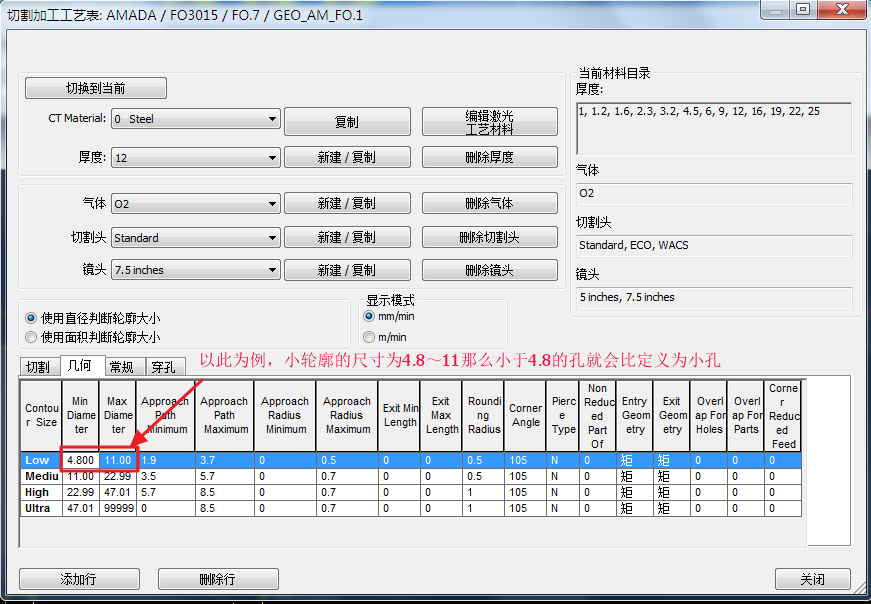 切割加工工艺表: AMADA / FO3015 / FO.7 / GEO_AM_FO.1
切换到当前
CT Material: 0 Steel 复制 编辑激光工艺材料
厚度: 12 新建 / 复制 删除厚度
气体 O2 新建 / 复制 删除气体
切割头 Standard 新建 / 复制 删除切割头
镜头 7.5 inches 新建 / 复制 删除镜头
当前材料目录
厚度:
1, 1.2, 1.6, 2.3, 3.2, 4.5, 6, 9, 12, 16, 19, 22, 25
气体
O2
切割头
Standard, ECO, WACS
镜头
5 inches, 7.5 inches
使用直径判断轮廓大小
使用面积判断轮廓大小
显示模式
mm/min
m/min
切割 几何 常规 穿孔
以此为例，小轮廓的尺寸为4.8～11那么小于4.8的孔就会比定义为小孔
Contour Size Min Diameter Max Diameter Approach Path Minimum Approach Path Maximum Approach Radius Minimum Approach Radius Maximum Exit Min Length Exit Max Length Rounding Radius Corner Angle Pierce Type Non Reduced Part Of Entry Geometry Exit Geometry Overlap For Holes Overlap For Parts Corner Reduced Feed
Low 4.800 11.00 1.9 3.7 0 0.5 0 0 0.5 105 N 0 矩 矩 0 0 0
Mediu 11.00 22.99 3.5 5.7 0 0.7 0 0 0.5 105 N 0 矩 矩 0 0 0
High 22.99 47.01 5.7 8.5 0 0.7 0 0 1 105 N 0 矩 矩 0 0 0
Ultra 47.01 99999 0 8.5 0 0.7 0 0 1 105 N 0 矩 矩 0 0 0
添加行 删除行 关闭